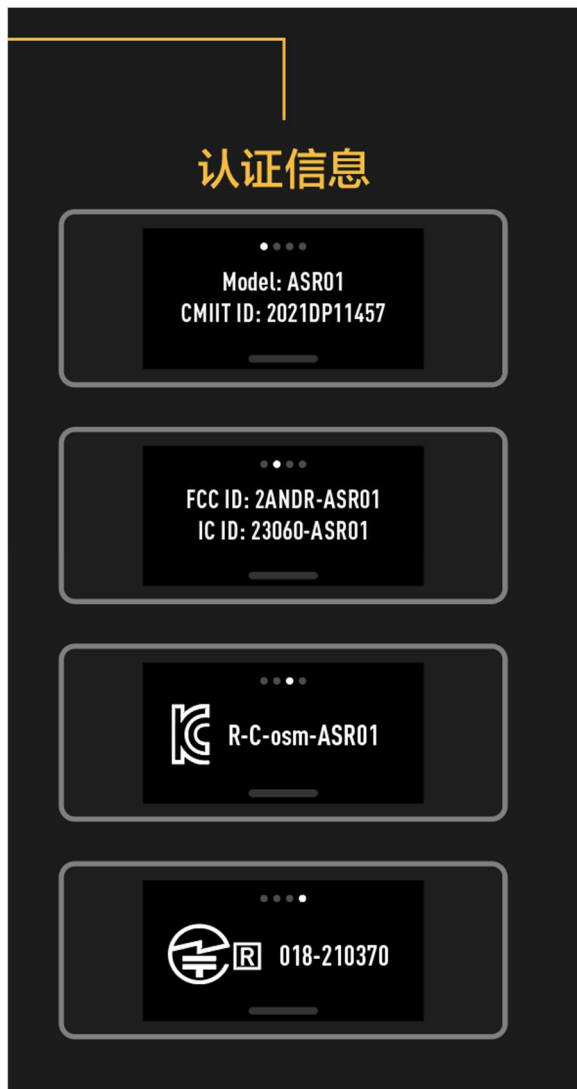 认证信息
Model: ASR01
CMIIT ID: 2021DP11457
FCC ID: 2ANDR-ASR01
IC ID: 23060-ASR01
R-C-osm-ASR01
R 018-210370